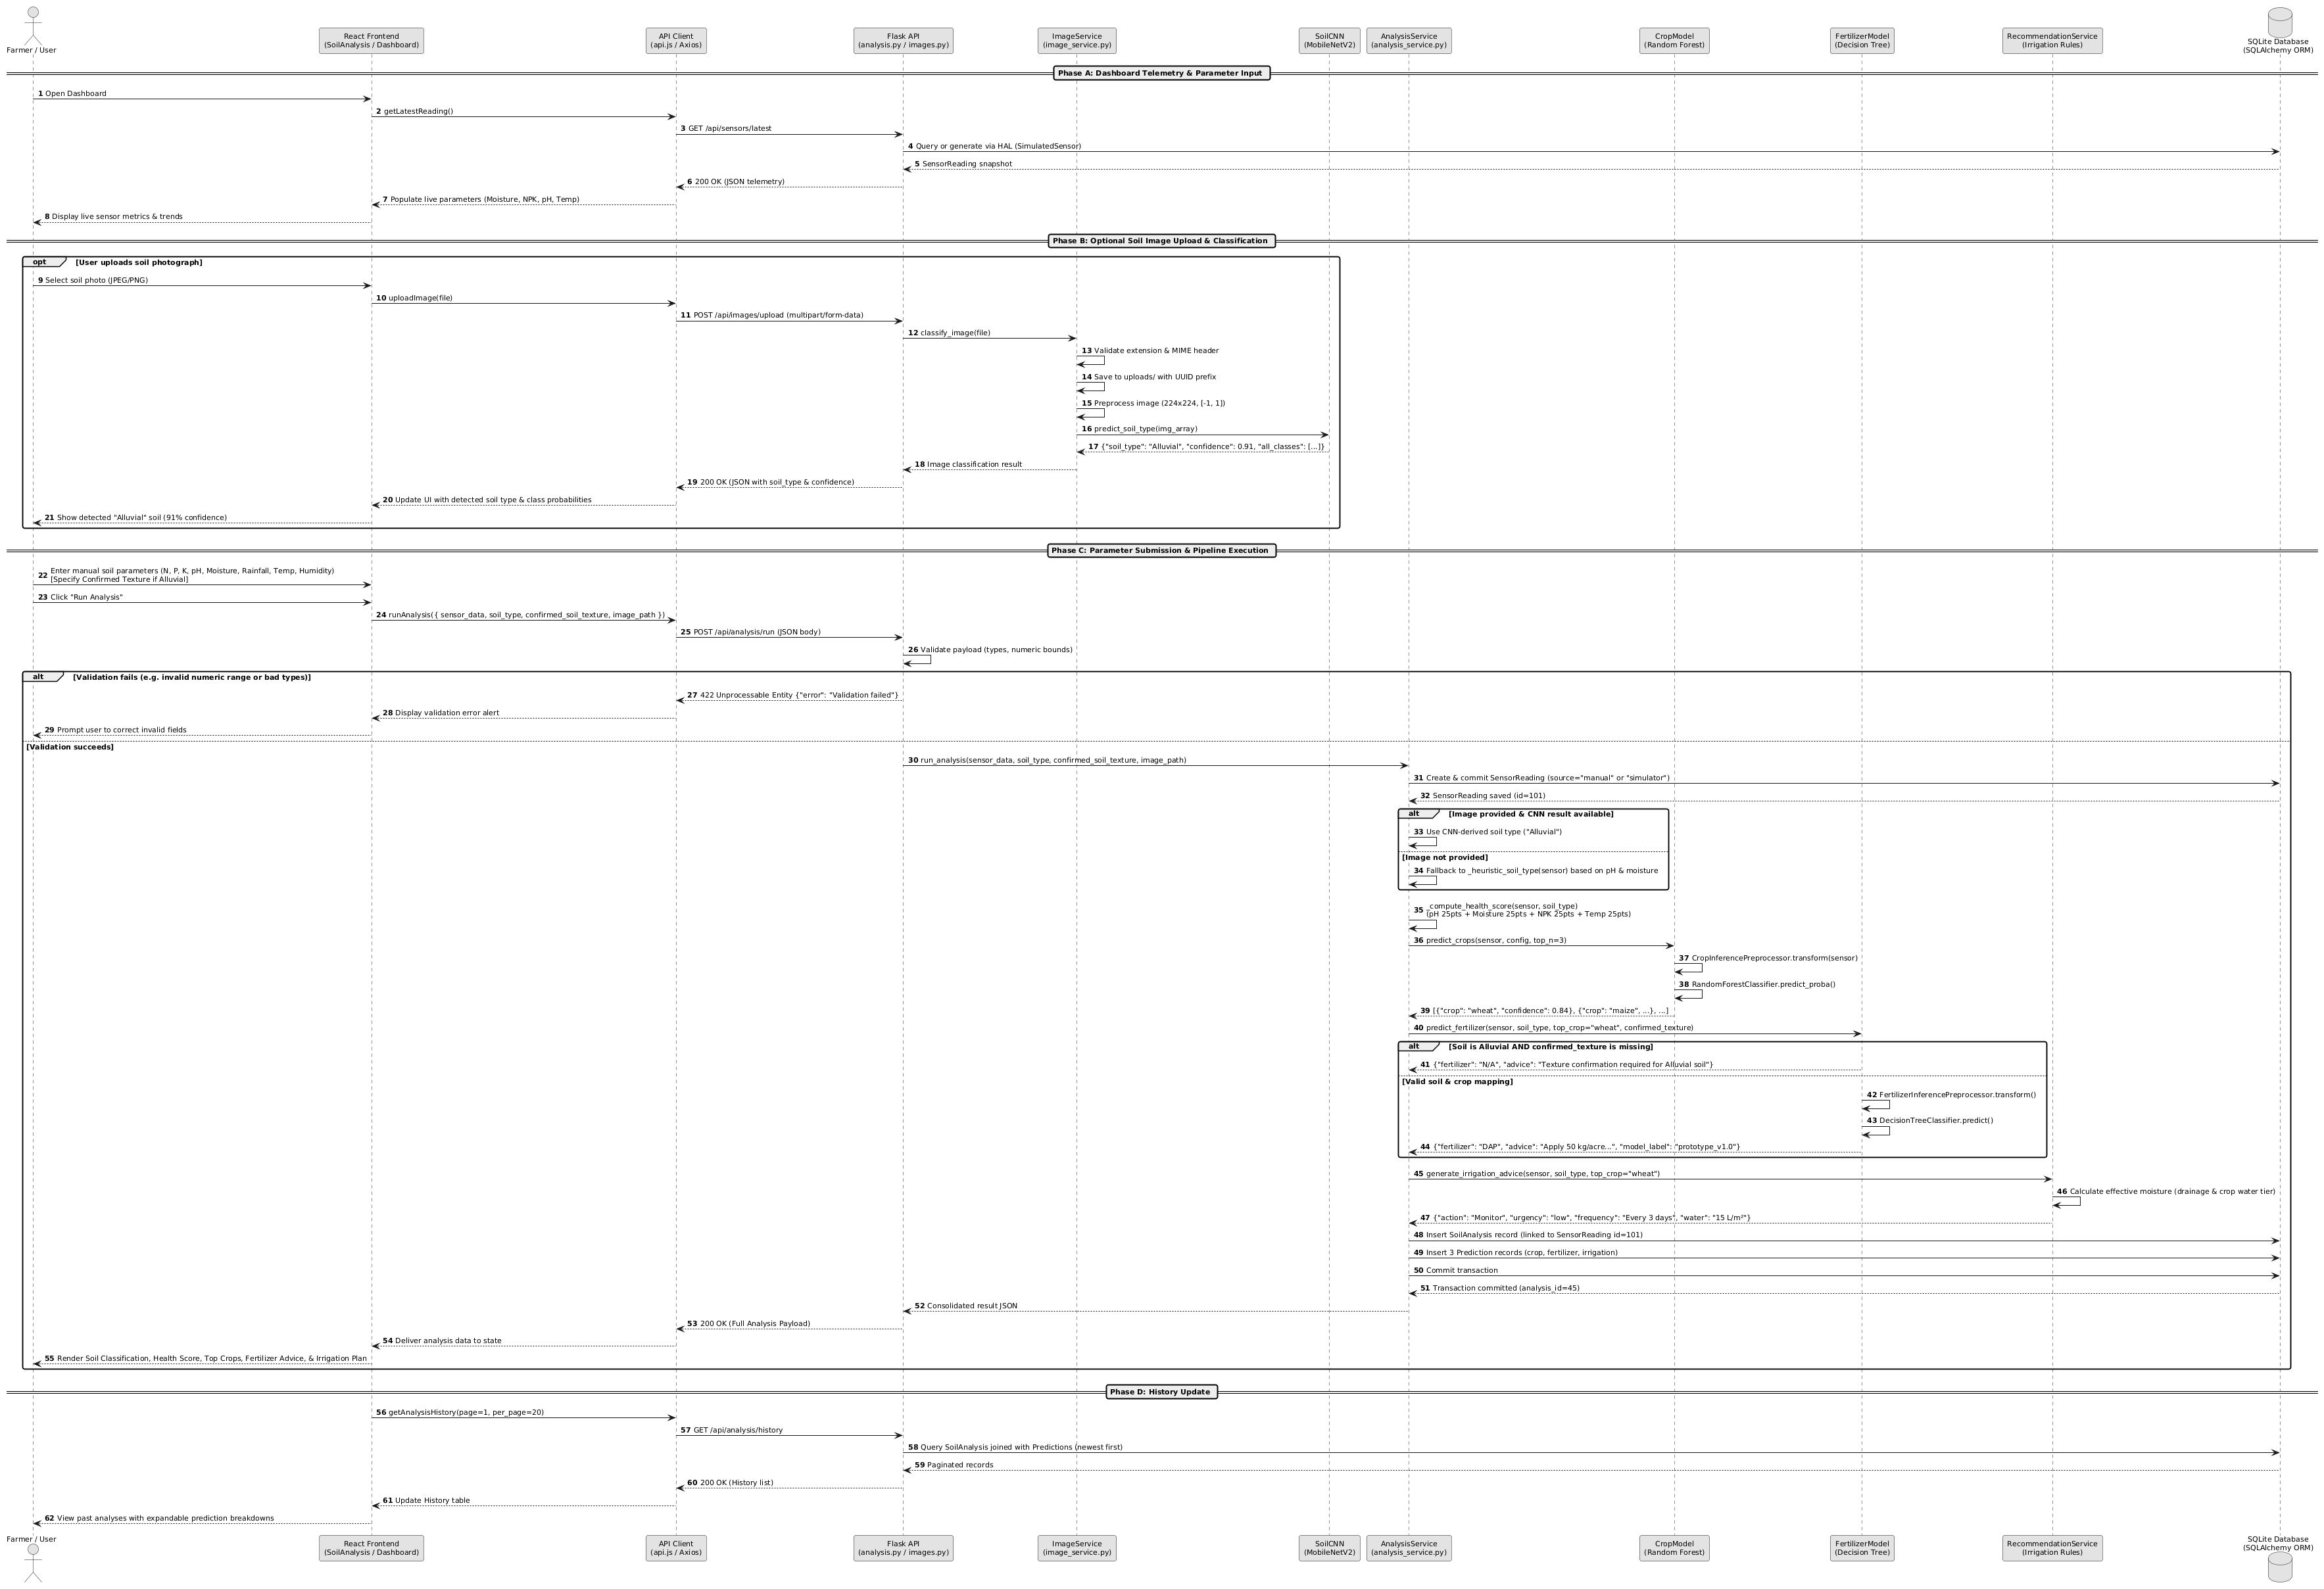 Farmer / User
React Frontend
(SoilAnalysis / Dashboard)
API Client
(api.js / Axios)
Flask API
(analysis.py / images.py)
ImageService
(image_service.py)
SoilCNN
(MobileNetV2)
AnalysisService
(analysis_service.py)
CropModel
(Random Forest)
FertilizerModel
(Decision Tree)
RecommendationService
(Irrigation Rules)
SQLite Database
(SQLAlchemy ORM)
Phase A: Dashboard Telemetry & Parameter Input
1 Open Dashboard
2 getLatestReading()
3 GET /api/sensors/latest
4 Query or generate via HAL (SimulatedSensor)
5 SensorReading snapshot
6 200 OK (JSON telemetry)
7 Populate live parameters (Moisture, NPK, pH, Temp)
8 Display live sensor metrics & trends
Phase B: Optional Soil Image Upload & Classification
opt [User uploads soil photograph]
9 Select soil photo (JPEG/PNG)
10 uploadImage(file)
11 POST /api/images/upload (multipart/form-data)
12 classify_image(file)
13 Validate extension & MIME header
14 Save to uploads/ with UUID prefix
15 Preprocess image (224x224, [-1, 1])
16 predict_soil_type(img_array)
17 {"soil_type": "Alluvial", "confidence": 0.91, "all_classes": [...]}
18 Image classification result
19 200 OK (JSON with soil_type & confidence)
20 Update UI with detected soil type & class probabilities
21 Show detected "Alluvial" soil (91% confidence)
Phase C: Parameter Submission & Pipeline Execution
22 Enter manual soil parameters (N, P, K, pH, Moisture, Rainfall, Temp, Humidity)
[Specify Confirmed Texture if Alluvial]
23 Click "Run Analysis"
24 runAnalysis({ sensor_data, soil_type, confirmed_soil_texture, image_path })
25 POST /api/analysis/run (JSON body)
26 Validate payload (types, numeric bounds)
alt [Validation fails (e.g. invalid numeric range or bad types)]
27 422 Unprocessable Entity {"error": "Validation failed"}
28 Display validation error alert
29 Prompt user to correct invalid fields
[Validation succeeds]
30 run_analysis(sensor_data, soil_type, confirmed_soil_texture, image_path)
31 Create & commit SensorReading (source="manual" or "simulator")
32 SensorReading saved (id=101)
alt [Image provided & CNN result available]
33 Use CNN-derived soil type ("Alluvial")
[Image not provided]
34 Fallback to _heuristic_soil_type(sensor) based on pH & moisture
35 _compute_health_score(sensor, soil_type)
(pH 25pts + Moisture 25pts + NPK 25pts + Temp 25pts)
36 predict_crops(sensor, config, top_n=3)
37 CropInferencePreprocessor.transform(sensor)
38 RandomForestClassifier.predict_proba()
39 [{"crop": "wheat", "confidence": 0.84}, {"crop": "maize", ...}, ...]
40 predict_fertilizer(sensor, soil_type, top_crop="wheat", confirmed_texture)
alt [Soil is Alluvial AND confirmed_texture is missing]
41 {"fertilizer": "N/A", "advice": "Texture confirmation required for Alluvial soil"}
[Valid soil & crop mapping]
42 FertilizerInferencePreprocessor.transform()
43 DecisionTreeClassifier.predict()
44 {"fertilizer": "DAP", "advice": "Apply 50 kg/acre...", "model_label": "prototype_v1.0"}
45 generate_irrigation_advice(sensor, soil_type, top_crop="wheat")
46 Calculate effective moisture (drainage & crop water tier)
47 {"action": "Monitor", "urgency": "low", "frequency": "Every 3 days", "water": "15 L/m²"}
48 Insert SoilAnalysis record (linked to SensorReading id=101)
49 Insert 3 Prediction records (crop, fertilizer, irrigation)
50 Commit transaction
51 Transaction committed (analysis_id=45)
52 Consolidated result JSON
53 200 OK (Full Analysis Payload)
54 Deliver analysis data to state
55 Render Soil Classification, Health Score, Top Crops, Fertilizer Advice, & Irrigation Plan
Phase D: History Update
56 getAnalysisHistory(page=1, per_page=20)
57 GET /api/analysis/history
58 Query SoilAnalysis joined with Predictions (newest first)
59 Paginated records
60 200 OK (History list)
61 Update History table
62 View past analyses with expandable prediction breakdowns
Farmer / User
React Frontend
(SoilAnalysis / Dashboard)
API Client
(api.js / Axios)
Flask API
(analysis.py / images.py)
ImageService
(image_service.py)
SoilCNN
(MobileNetV2)
AnalysisService
(analysis_service.py)
CropModel
(Random Forest)
FertilizerModel
(Decision Tree)
RecommendationService
(Irrigation Rules)
SQLite Database
(SQLAlchemy ORM)